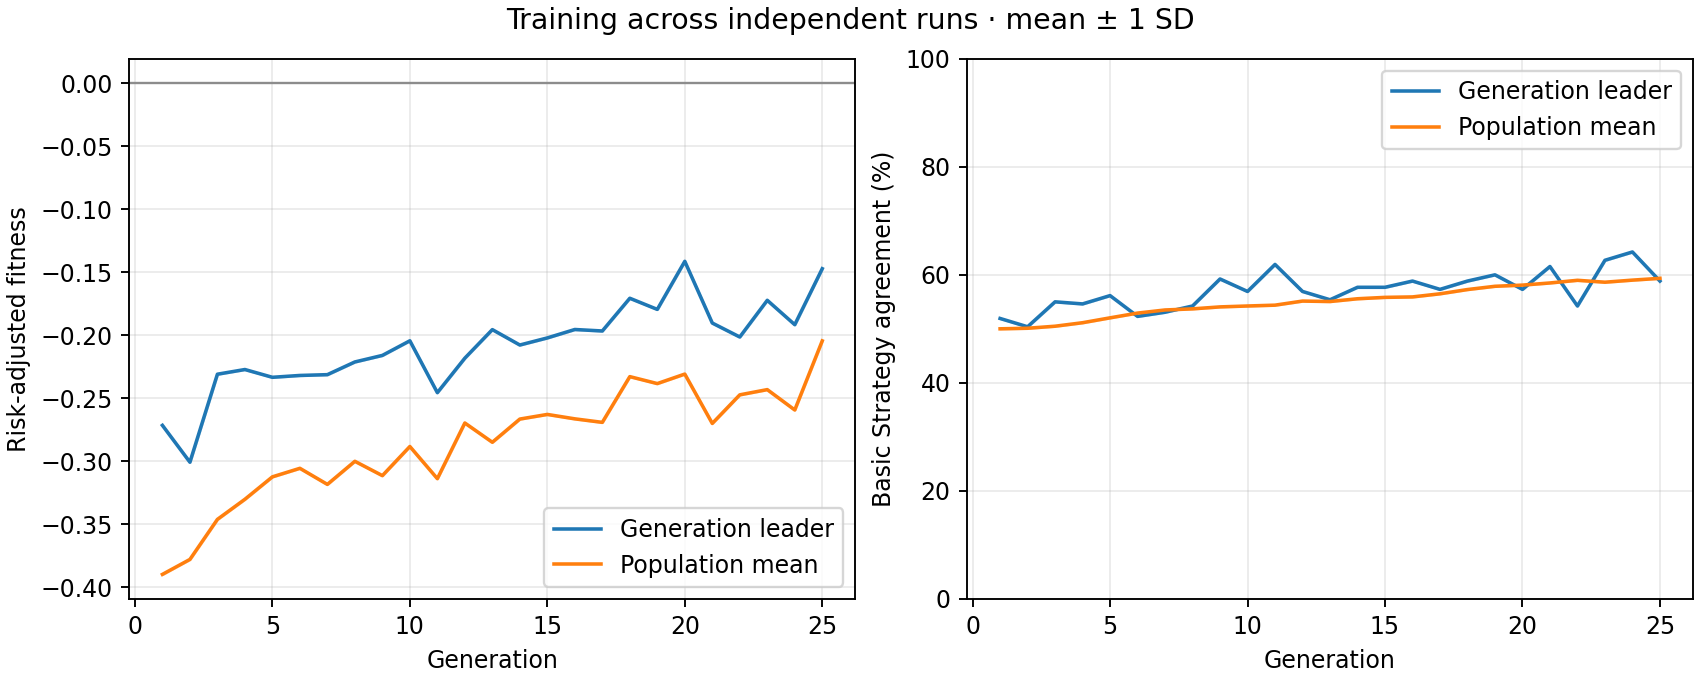 Training across independent runs · mean ± 1 SD
Risk-adjusted fitness
0.00
−0.05
−0.10
−0.15
−0.20
−0.25
−0.30
−0.35
−0.40
Generation leader
Population mean
0 5 10 15 20 25
Generation
Basic Strategy agreement (%)
100
80
60
40
20
0
Generation leader
Population mean
0 5 10 15 20 25
Generation